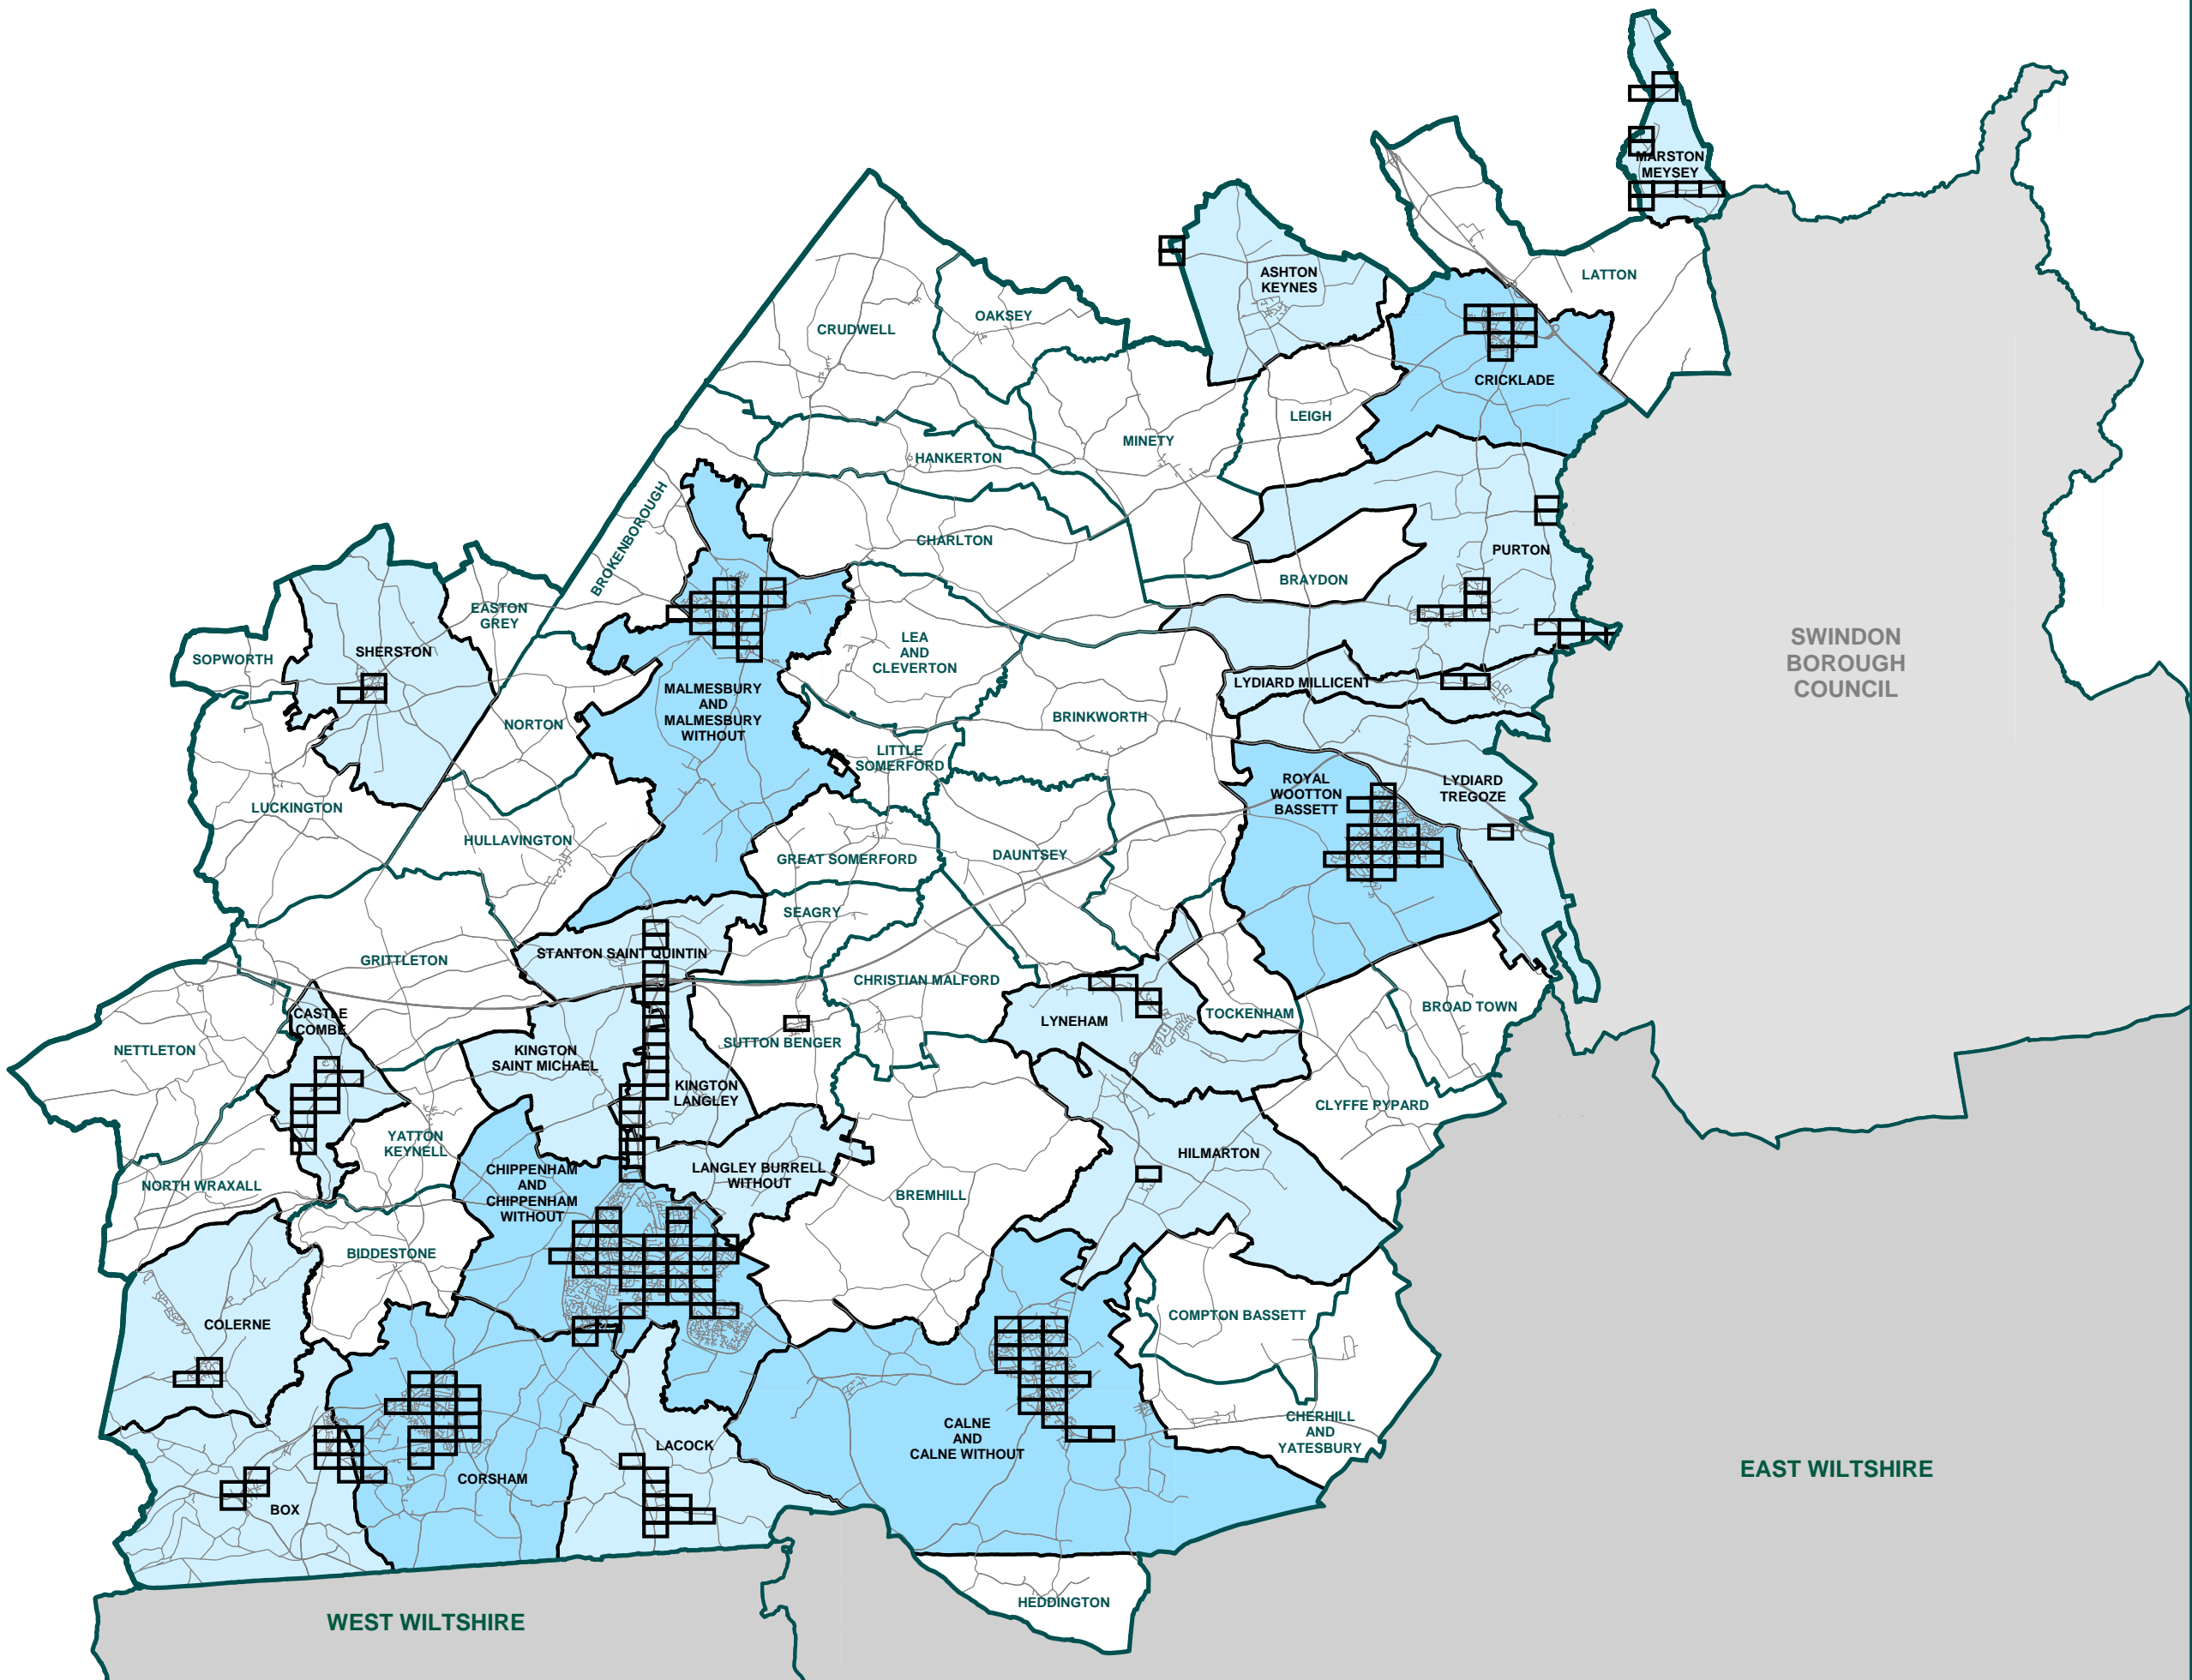 MARSTON
MEYSEY
LATTON
ASHTON
KEYNES
OAKSEY
CRUDWELL
CRICKLADE
LEIGH
MINETY
HANKERTON
BROKENBOROUGH
CHARLTON
PURTON
BRAYDON
EASTON
GREY
SHERSTON
SOPWORTH
LEA
AND
CLEVERTON
SWINDON
BOROUGH
COUNCIL
LYDIARD MILLICENT
MALMESBURY
AND
MALMESBURY
WITHOUT
NORTON
BRINKWORTH
LITTLE
SOMERFORD
ROYAL
WOOTTON
BASSETT
LYDIARD
TREGOZE
LUCKINGTON
HULLAVINGTON
GREAT SOMERFORD
DAUNTSEY
SEAGRY
STANTON SAINT QUINTIN
GRITTLETON
CHRISTIAN MALFORD
BROAD TOWN
TOCKENHAM
LYNEHAM
CASTLE
COMBE
NETTLETON
SUTTON BENGER
KINGTON
SAINT MICHAEL
KINGTON
LANGLEY
CLYFFE PYPARD
YATTON
KEYNELL
HILMARTON
LANGLEY BURRELL
WITHOUT
CHIPPENHAM
AND
CHIPPENHAM
WITHOUT
NORTH WRAXALL
BREMHILL
BIDDESTONE
COMPTON BASSETT
COLERNE
CHERHILL
AND
YATESBURY
CALNE
AND
CALNE WITHOUT
LACOCK
EAST WILTSHIRE
CORSHAM
BOX
HEDDINGTON
WEST WILTSHIRE